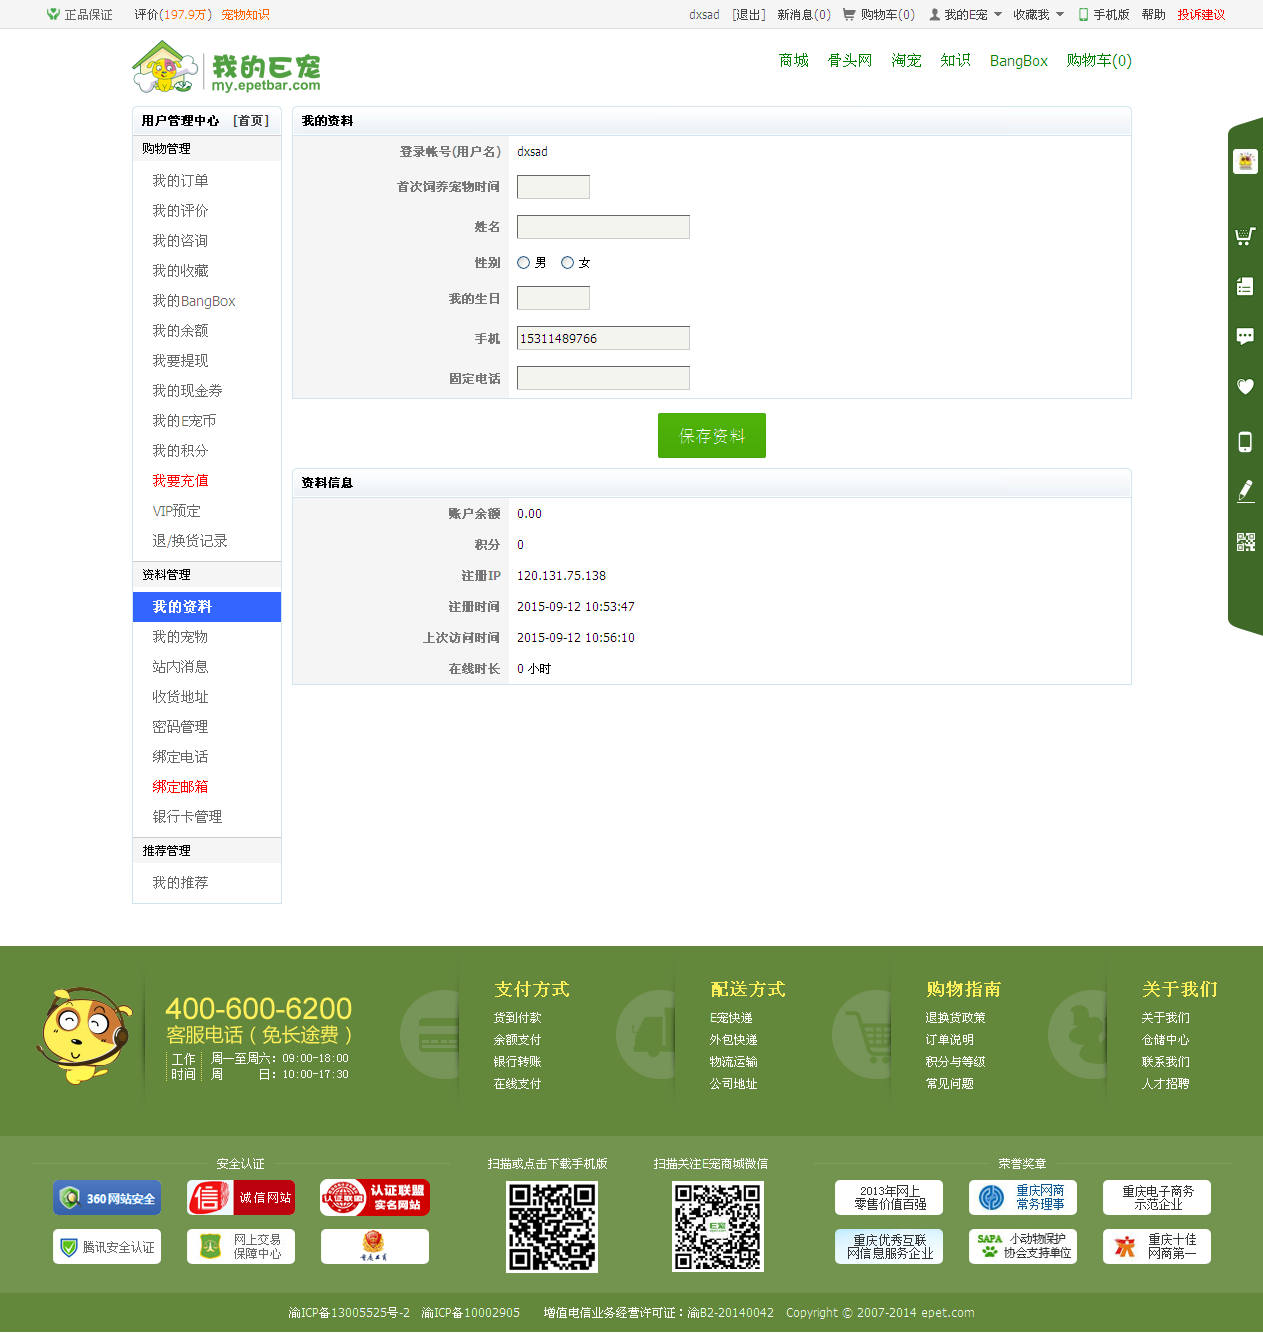 正品保证 评价(197.9万) 宠物知识 dxsad [退出] 新消息(0) 购物车(0) 我的E宠 收藏我 手机版 帮助 投诉建议
我的E宠
my.epetbar.com
商城 骨头网 淘宠 知识 BangBox 购物车(0)
用户管理中心 [首页]
购物管理
我的订单
我的评价
我的咨询
我的收藏
我的BangBox
我的余额
我要提现
我的现金券
我的E宠币
我的积分
我要充值
VIP预定
退/换货记录
资料管理
我的资料
我的宠物
站内消息
收货地址
密码管理
绑定电话
绑定邮箱
银行卡管理
推荐管理
我的推荐
我的资料
登录帐号(用户名) dxsad
首次饲养宠物时间
姓名
性别 男 女
我的生日
手机 15311489766
固定电话
保存资料
资料信息
账户余额 0.00
积分 0
注册IP 120.131.75.138
注册时间 2015-09-12 10:53:47
上次访问时间 2015-09-12 10:56:10
在线时长 0 小时
400-600-6200
客服电话（免长途费）
工作时间 周一至周六：09:00-18:00
周 日：10:00-17:30
支付方式
货到付款
余额支付
银行转账
在线支付
配送方式
E宠快递
外包快递
物流运输
公司地址
购物指南
退换货政策
订单说明
积分与等级
常见问题
关于我们
关于我们
仓储中心
联系我们
人才招聘
安全认证
360网站安全
信 诚信网站
认证联盟
认证联盟
实名网站
腾讯安全认证
网上交易
保障中心
重庆工商
扫描或点击下载手机版
扫描关注E宠商城微信
E宠
荣誉奖章
2013年网上
零售价值百强
重庆网商
常务理事
重庆电子商务
示范企业
重庆优秀互联
网信息服务企业
SAPA 小动物保护
协会支持单位
重庆十佳
网商第一
渝ICP备13005525号-2 渝ICP备10002905 增值电信业务经营许可证：渝B2-20140042 Copyright © 2007-2014 epet.com